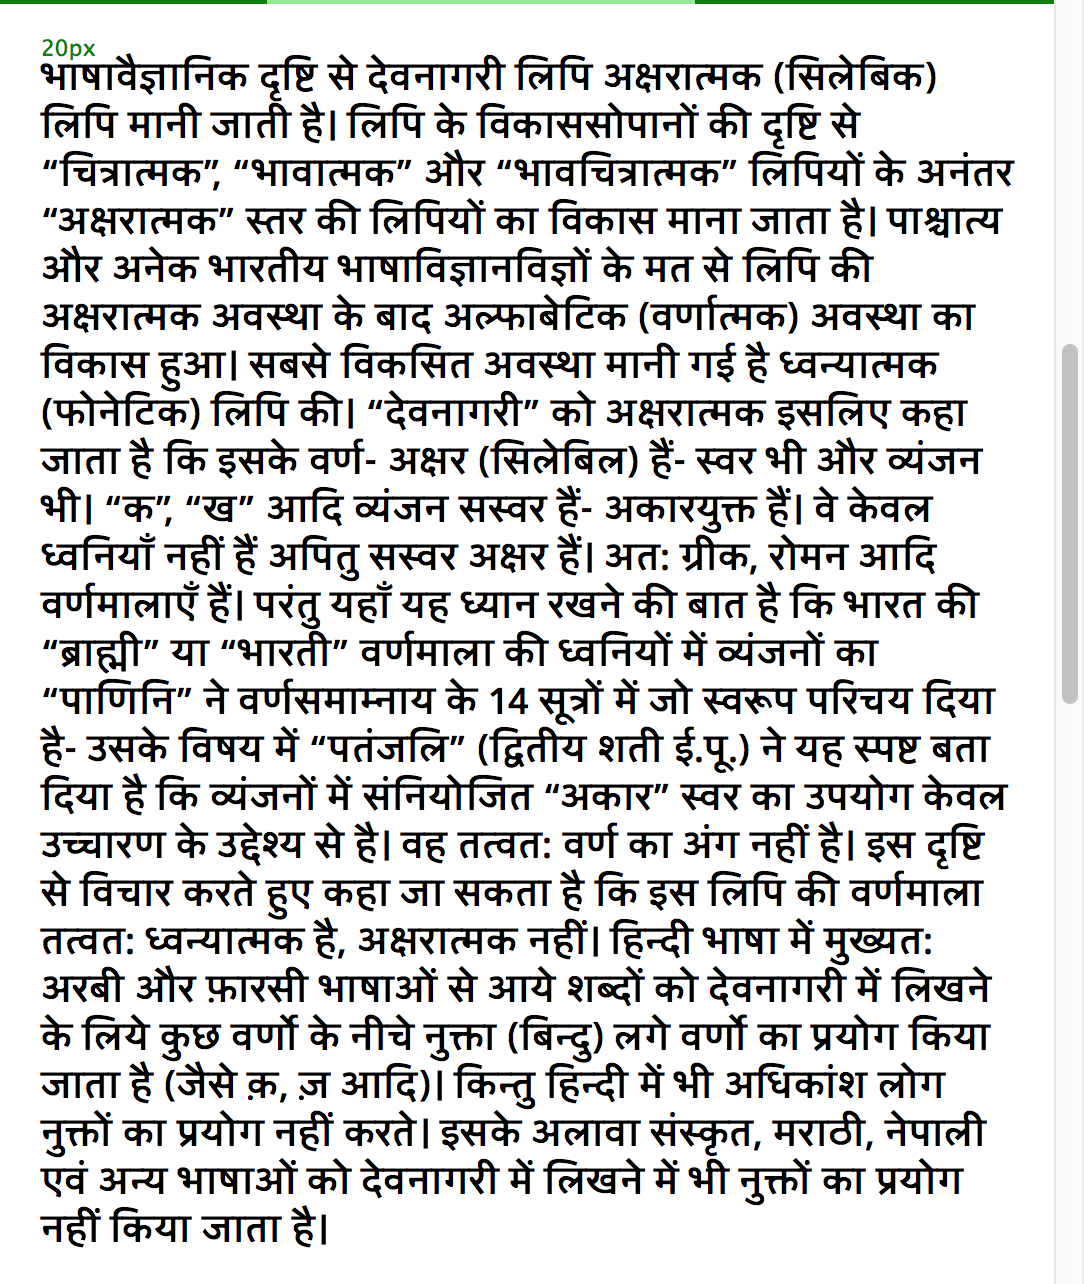 20px
भाषावैज्ञानिक दृष्टि से देवनागरी लिपि अक्षरात्मक (सिलेबिक)
लिपि मानी जाती है। लिपि के विकाससोपानों की दृष्टि से
“चित्रात्मक”, “भावात्मक” और “भावचित्रात्मक” लिपियों के अनंतर
“अक्षरात्मक” स्तर की लिपियों का विकास माना जाता है। पाश्चात्य
और अनेक भारतीय भाषाविज्ञानविज्ञों के मत से लिपि की
अक्षरात्मक अवस्था के बाद अल्फाबेटिक (वर्णात्मक) अवस्था का
विकास हुआ। सबसे विकसित अवस्था मानी गई है ध्वन्यात्मक
(फोनेटिक) लिपि की। “देवनागरी” को अक्षरात्मक इसलिए कहा
जाता है कि इसके वर्ण- अक्षर (सिलेबिल) हैं- स्वर भी और व्यंजन
भी। “क”, “ख” आदि व्यंजन सस्वर हैं- अकारयुक्त हैं। वे केवल
ध्वनियाँ नहीं हैं अपितु सस्वर अक्षर हैं। अत: ग्रीक, रोमन आदि
वर्णमालाएँ हैं। परंतु यहाँ यह ध्यान रखने की बात है कि भारत की
“ब्राह्मी” या “भारती” वर्णमाला की ध्वनियों में व्यंजनों का
“पाणिनि” ने वर्णसमाम्नाय के 14 सूत्रों में जो स्वरूप परिचय दिया
है- उसके विषय में “पतंजलि” (द्वितीय शती ई.पू.) ने यह स्पष्ट बता
दिया है कि व्यंजनों में संनियोजित “अकार” स्वर का उपयोग केवल
उच्चारण के उद्देश्य से है। वह तत्वत: वर्ण का अंग नहीं है। इस दृष्टि
से विचार करते हुए कहा जा सकता है कि इस लिपि की वर्णमाला
तत्वत: ध्वन्यात्मक है, अक्षरात्मक नहीं। हिन्दी भाषा में मुख्यत:
अरबी और फ़ारसी भाषाओं से आये शब्दों को देवनागरी में लिखने
के लिये कुछ वर्णो के नीचे नुक्ता (बिन्दु) लगे वर्णो का प्रयोग किया
जाता है (जैसे क़, ज़ आदि)। किन्तु हिन्दी में भी अधिकांश लोग
नुक्तों का प्रयोग नहीं करते। इसके अलावा संस्कृत, मराठी, नेपाली
एवं अन्य भाषाओं को देवनागरी में लिखने में भी नुक्तों का प्रयोग
नहीं किया जाता है।